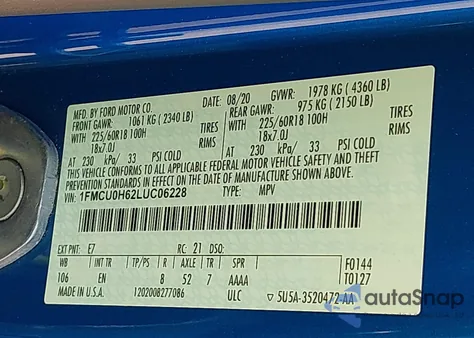 MFD. BY FORD MOTOR CO.
DATE: 08/20 GVWR: 1978 KG ( 4360 LB)
FRONT GAWR: 1061 KG ( 2340 LB) REAR GAWR: 975 KG ( 2150 LB)
WITH 225/60R18 100H TIRES WITH 225/60R18 100H TIRES
18x7.0J RIMS 18x7.0J RIMS
AT 230 kPa/ 33 PSI COLD AT 230 kPa/ 33 PSI COLD
THIS VEHICLE CONFORMS TO ALL APPLICABLE FEDERAL MOTOR VEHICLE SAFETY AND THEFT
PREVENTION STANDARDS IN EFFECT ON THE DATE OF MANUFACTURE SHOWN ABOVE.
VIN: 1FMCU0H62LUC06228 TYPE: MPV
EXT PNT: E7 RC: 21 DSO:
WB INT TR TP/PS R AXLE TR SPR F0144
106 EN 8 52 7 AAAA T0127
MADE IN U.S.A. 1202008277086 ULC
5U5A-3520472-AA
autoSnap